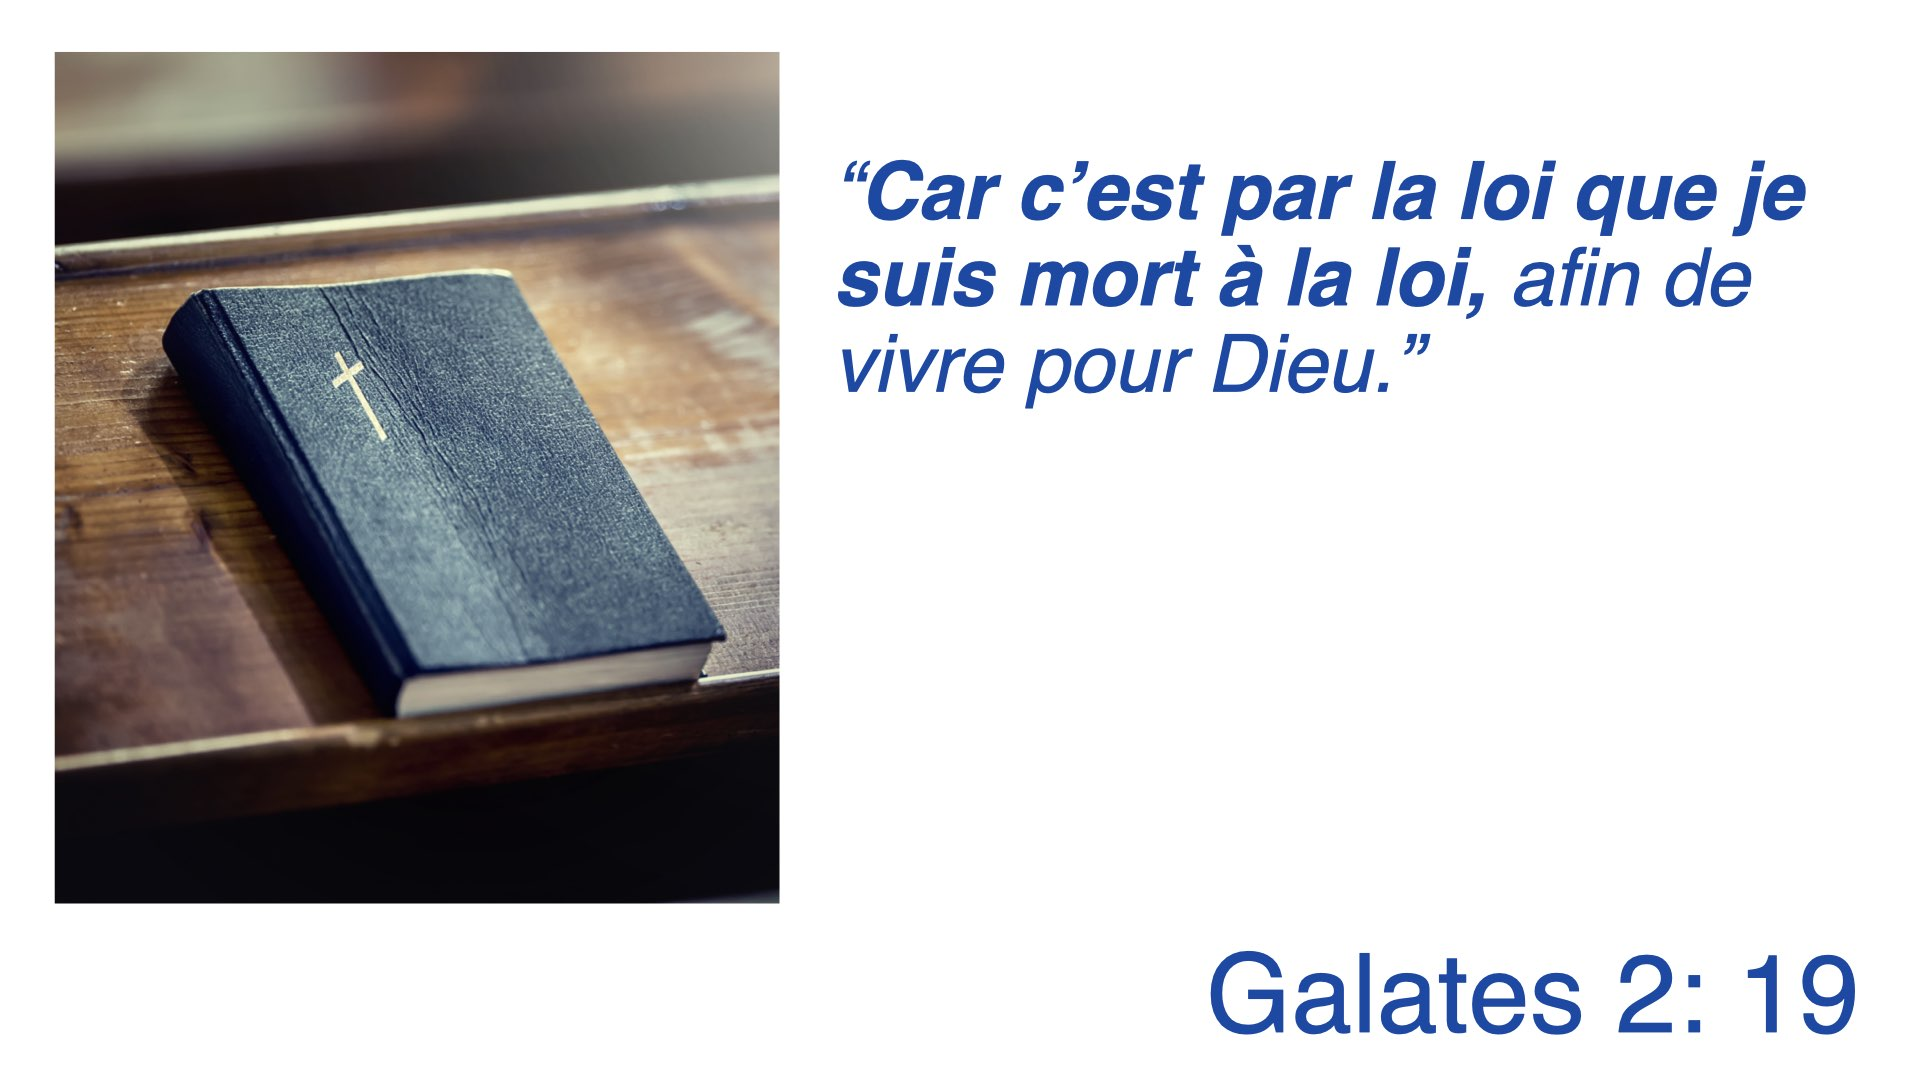 “Car c’est par la loi que je
suis mort à la loi, afin de
vivre pour Dieu.”
Galates 2: 19